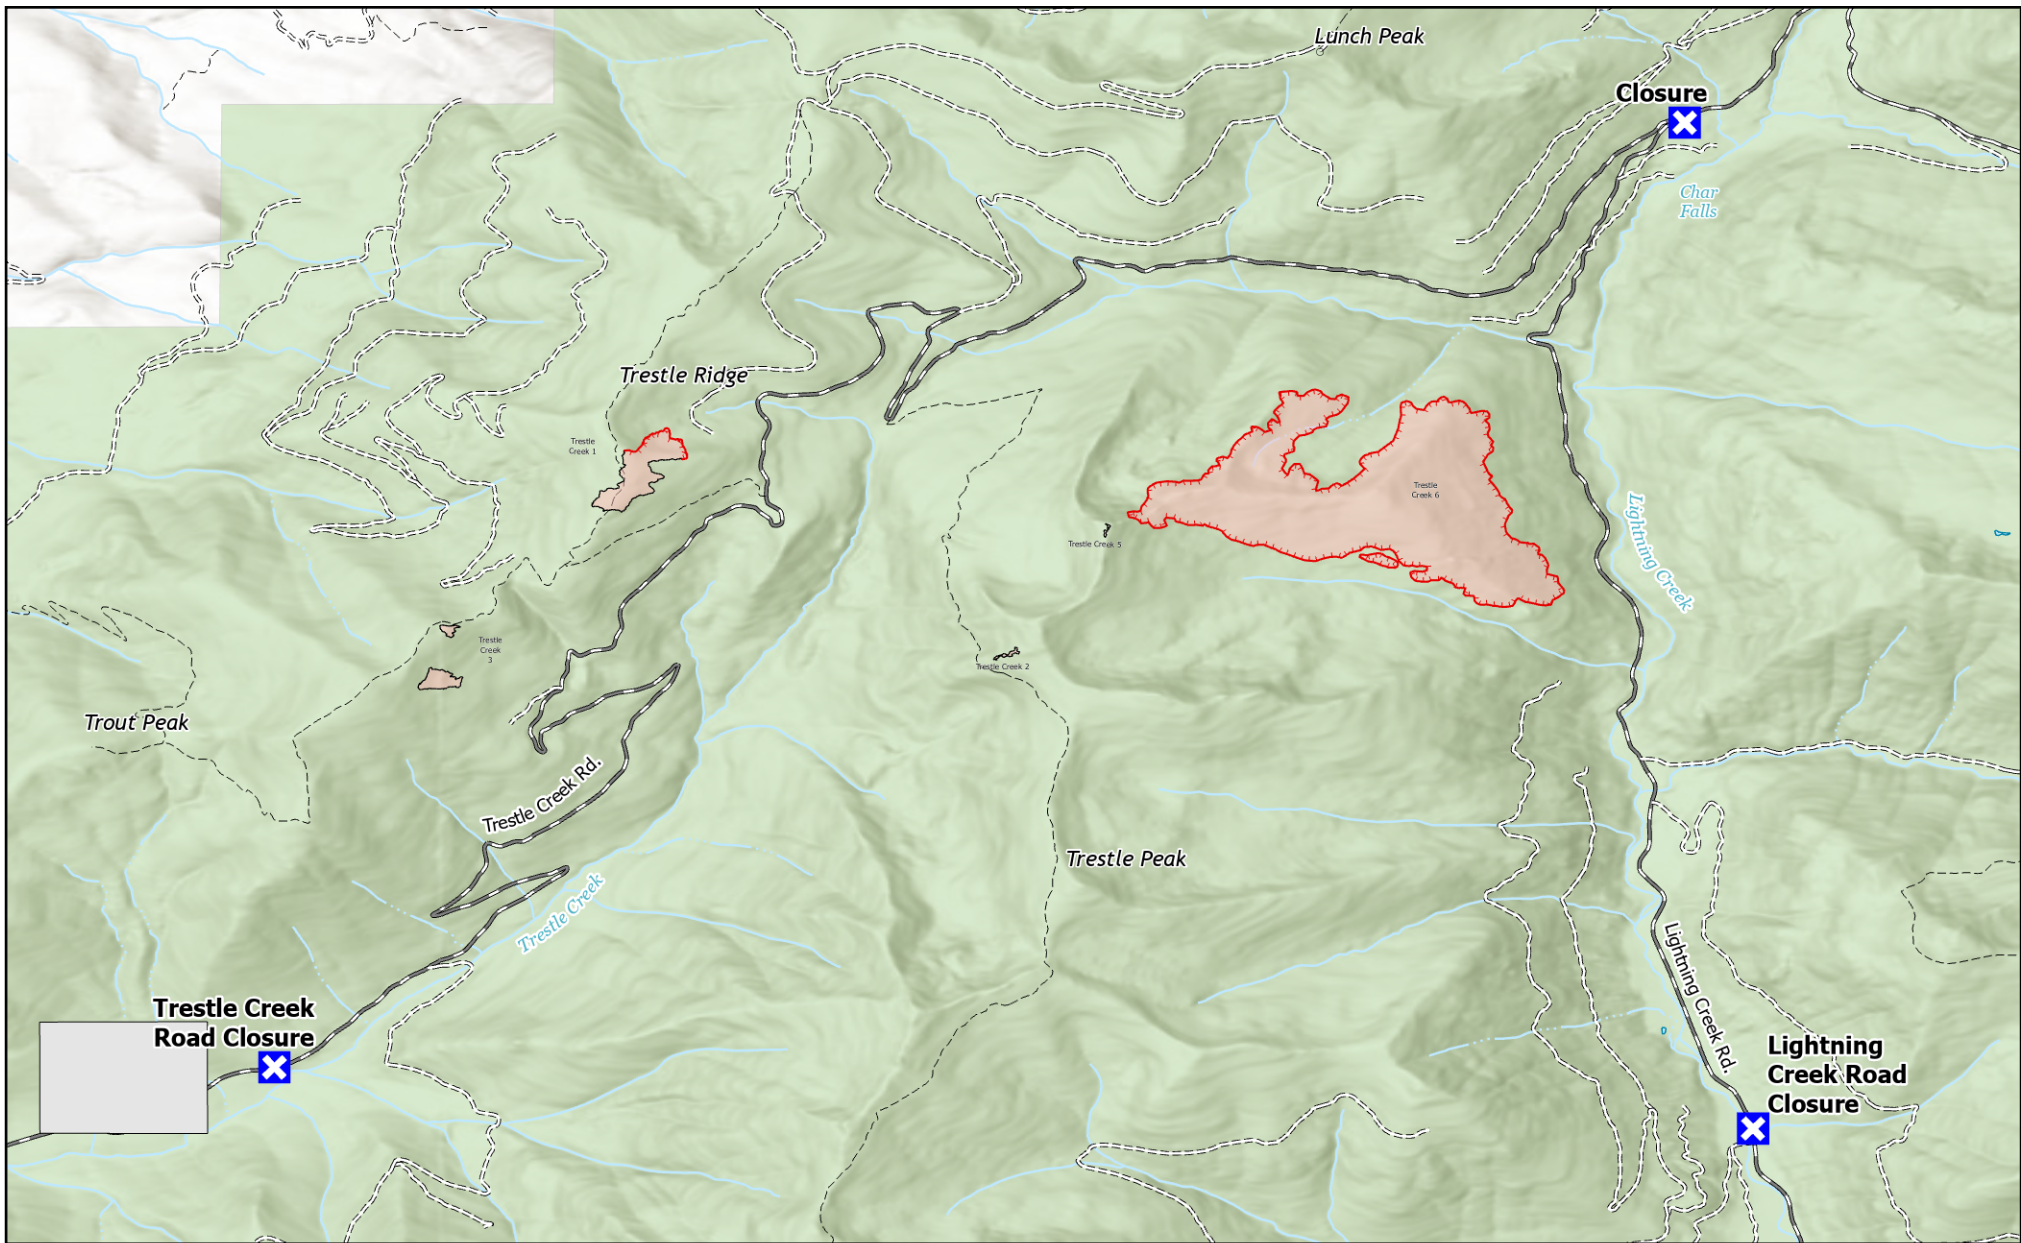 Lunch Peak
Closure
Char
Falls
Trestle Ridge
Trestle
Creek 1
Trestle
Creek 6
Lightning Creek
Trestle Creek 5
Trestle
Creek
3
Trestle Creek 2
Trout Peak
Trestle Creek Rd.
Trestle Peak
Trestle Creek
Lightning Creek Rd.
Trestle Creek
Road Closure
Lightning
Creek Road
Closure